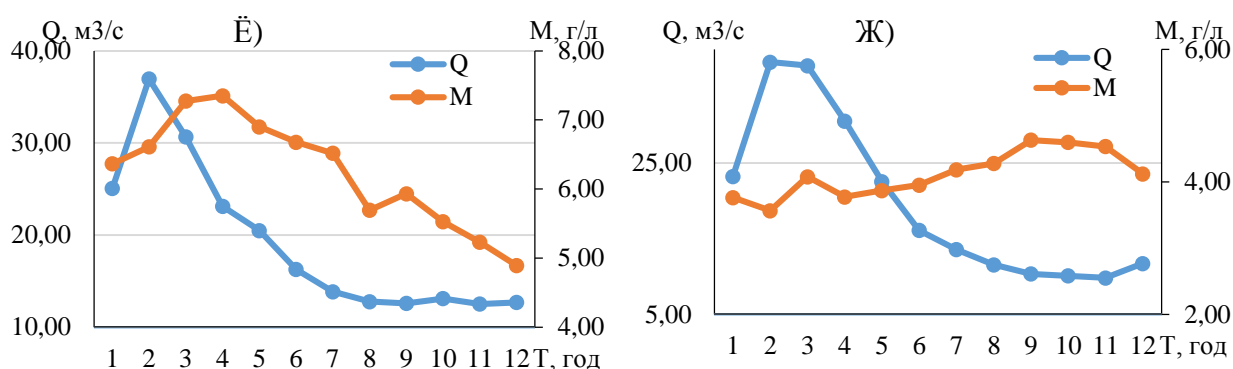 Q, м3/с Ё) М, г/л
40,00 8,00
Q
М
7,00
30,00
6,00
20,00
5,00
10,00 4,00
1 2 3 4 5 6 7 8 9 10 11 12 Т, год
Q, м3/с Ж) М, г/л
6,00
Q
М
25,00
4,00
5,00 2,00
1 2 3 4 5 6 7 8 9 10 11 12 Т, год